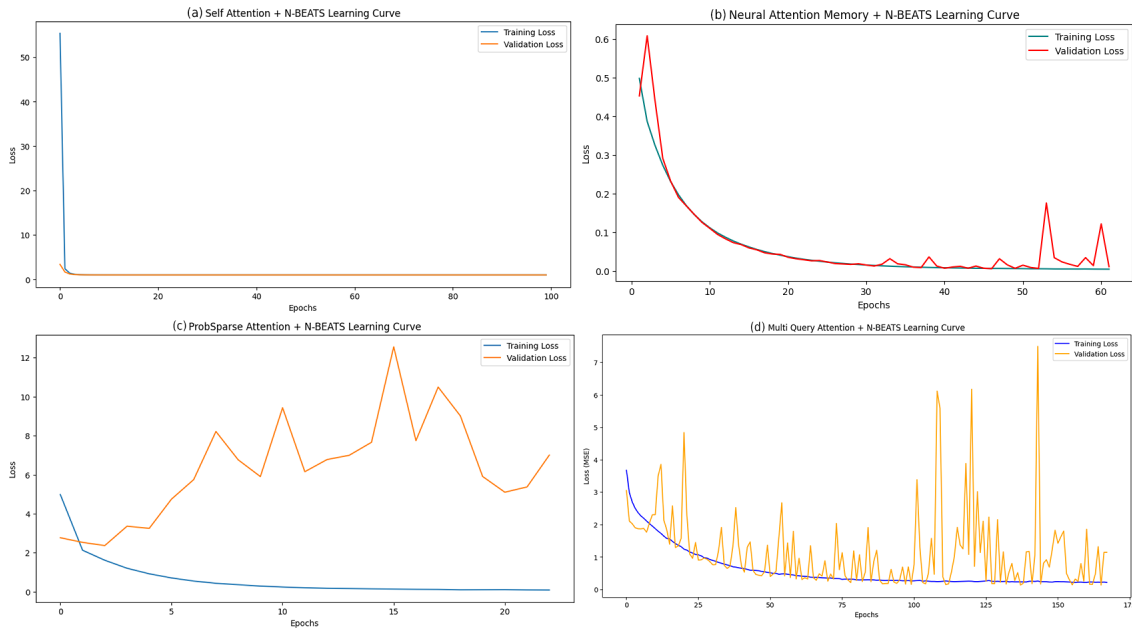 (a) Self Attention + N-BEATS Learning Curve
Training Loss
Validation Loss
50
40
30
20
10
0
Loss
0 20 40 60 80 100
Epochs
(b) Neural Attention Memory + N-BEATS Learning Curve
Training Loss
Validation Loss
0.6
0.5
0.4
0.3
0.2
0.1
0.0
Loss
0 10 20 30 40 50 60
Epochs
(c) ProbSparse Attention + N-BEATS Learning Curve
Training Loss
Validation Loss
12
10
8
6
4
2
0
Loss
0 5 10 15 20
Epochs
(d) Multi Query Attention + N-BEATS Learning Curve
Training Loss
Validation Loss
7
6
5
4
3
2
1
0
Loss (MSE)
0 25 50 75 100 125 150 17
Epochs